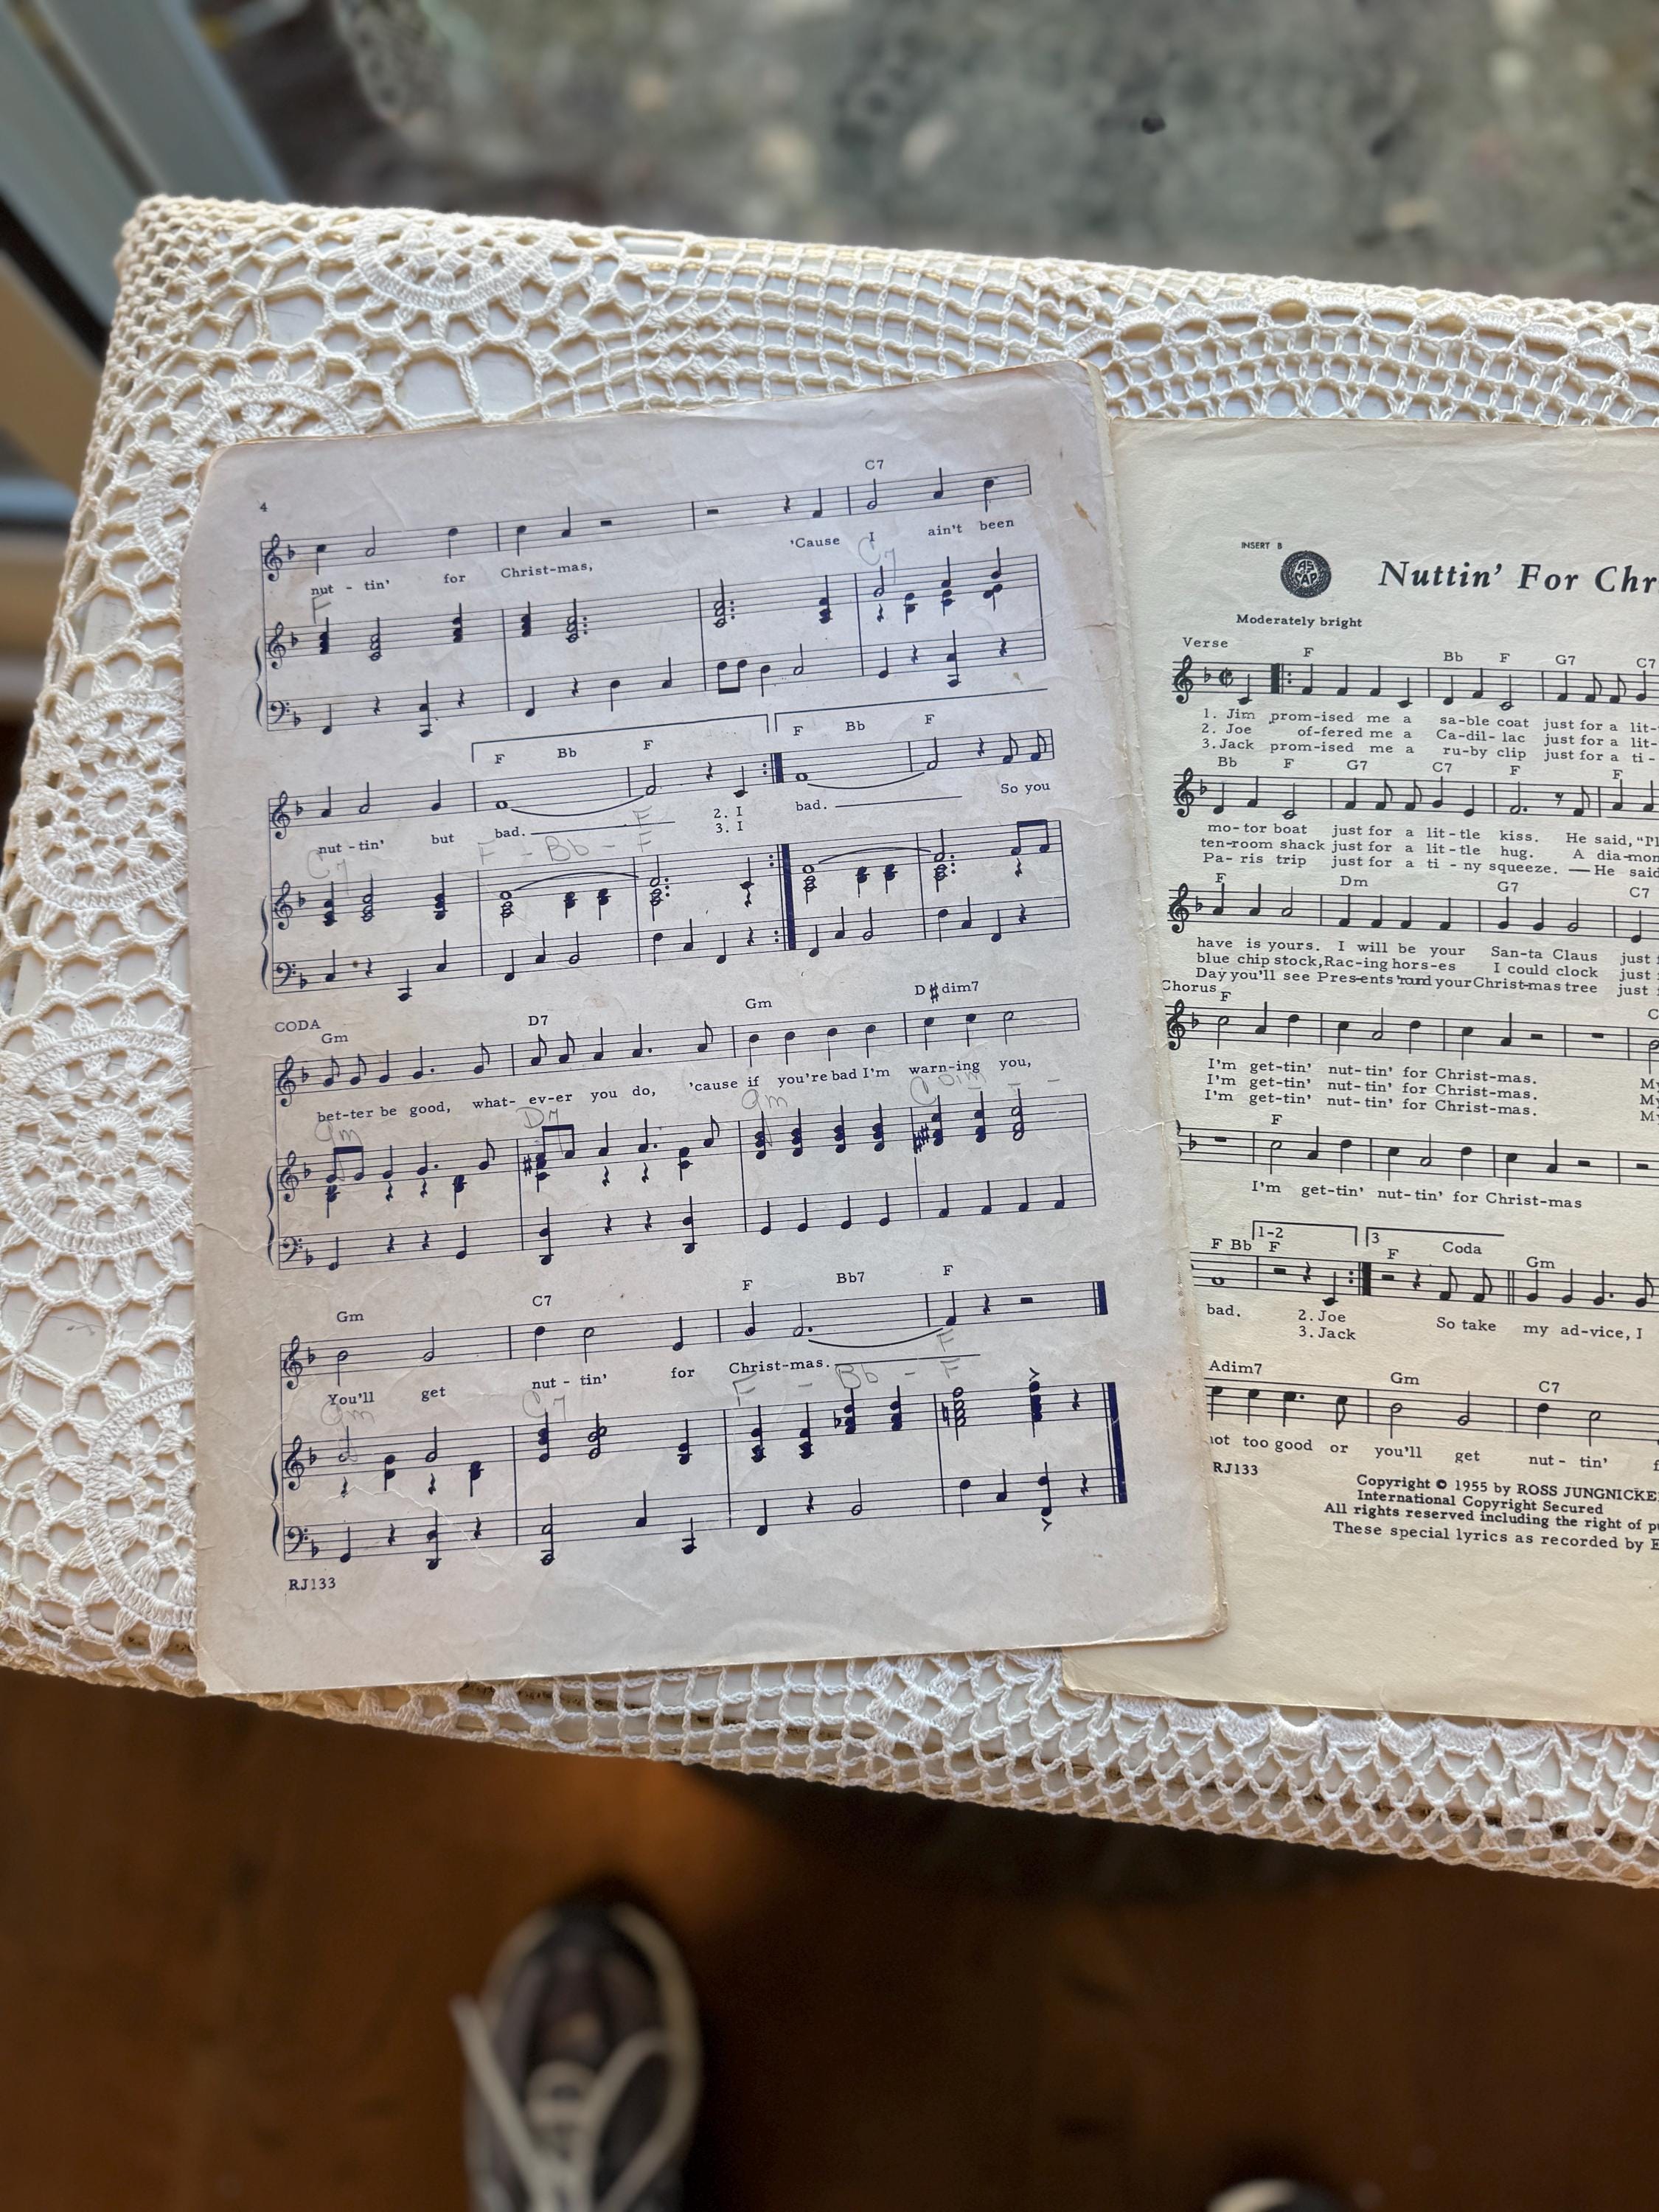 4
C7
nut - tin' for Christ-mas, 'Cause I ain't been
F C7
F Bb F F Bb F
nut - tin' but bad. 2. I bad. So you
3. I
C7 F - Bb - F
F
CODA
Gm D7 Gm D#dim7
bet-ter be good, what- ev-er you do, 'cause if you're bad I'm warn-ing you,
Gm D7 Gm C Dim - -
Gm C7 F Bb7 F
You'll get nut - tin' for Christ-mas.
Gm C7 F - Bb - F
F
RJ133
INSERT B
AS
CAP
Nuttin' For Chr
Moderately bright
Verse
F Bb F G7 C7
1. Jim prom-ised me a sa-ble coat just for a lit-
2. Joe of-fered me a Ca-dil-lac just for a lit-
3. Jack prom-ised me a ru-by clip just for a ti-
Bb F G7 C7 F F
mo-tor boat just for a lit-tle kiss. He said, "Pl
ten-room shack just for a lit-tle hug. A dia-mon
Pa-ris trip just for a ti-ny squeeze. — He said
F Dm G7 C7
have is yours. I will be your San-ta Claus just
blue chip stock, Rac-ing hors-es I could clock just
Day you'll see Pres-ents 'round your Christ-mas tree just
Chorus
F C
I'm get-tin' nut-tin' for Christ-mas. My
I'm get-tin' nut-tin' for Christ-mas. My
I'm get-tin' nut-tin' for Christ-mas. My
F
I'm get-tin' nut-tin' for Christ-mas
1-2 3
F Bb F F Coda Gm
bad. 2. Joe So take my ad-vice, I
3. Jack
Adim7 Gm C7
not too good or you'll get nut- tin' f
RJ133
Copyright © 1955 by ROSS JUNGNICKE
International Copyright Secured
All rights reserved including the right of pu
These special lyrics as recorded by E